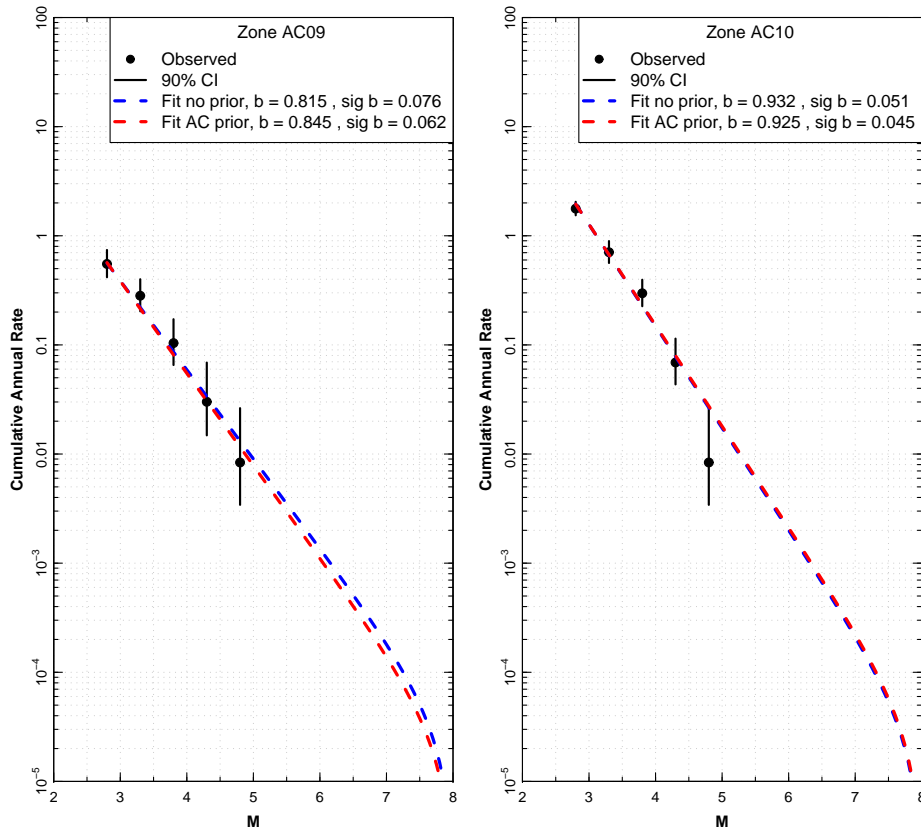 Zone AC09
Observed
90% CI
Fit no prior, b = 0.815 , sig b = 0.076
Fit AC prior, b = 0.845 , sig b = 0.062
Cumulative Annual Rate
100
10
1
0.1
0.01
10⁻³
10⁻⁴
10⁻⁵
2 3 4 5 6 7 8
M
Zone AC10
Observed
90% CI
Fit no prior, b = 0.932 , sig b = 0.051
Fit AC prior, b = 0.925 , sig b = 0.045
Cumulative Annual Rate
100
10
1
0.1
0.01
10⁻³
10⁻⁴
10⁻⁵
2 3 4 5 6 7 8
M